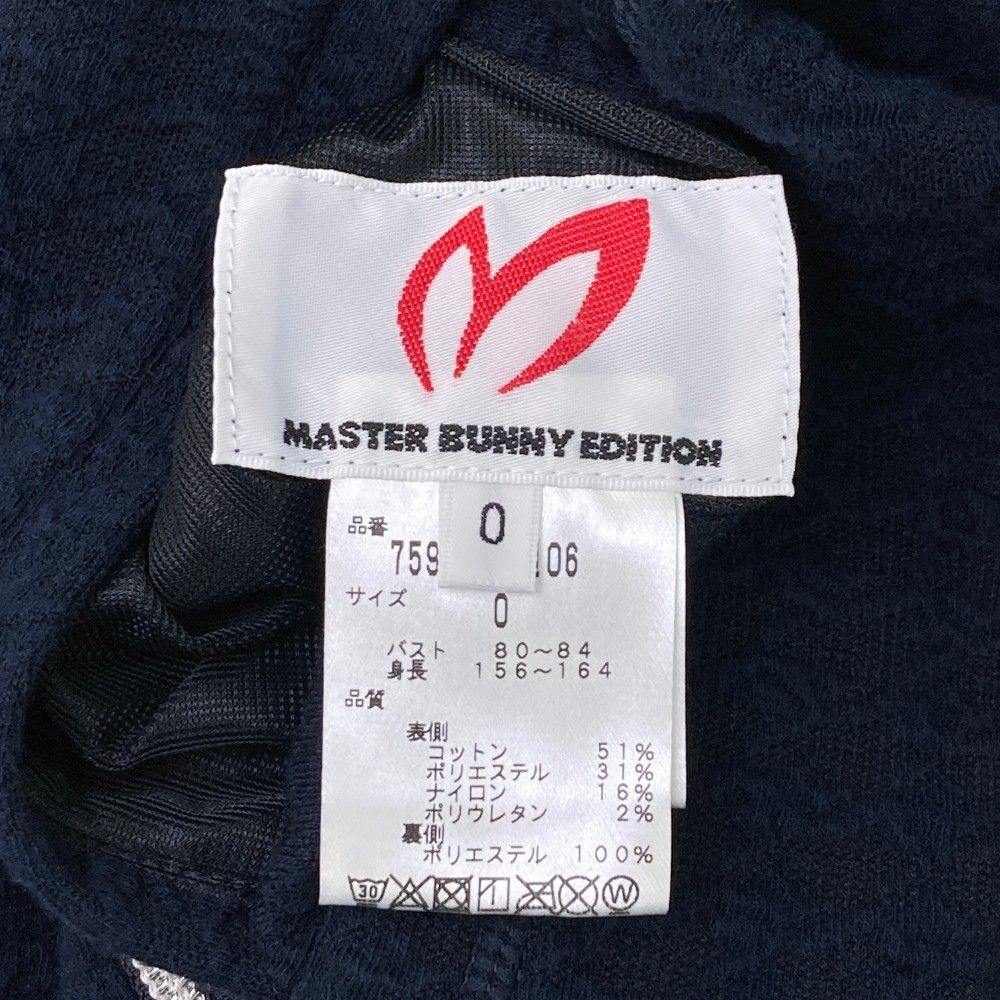 MASTER BUNNY EDITION
0
品番
759 106
サイズ
0
バスト 80～84
身長 156～164
品質
表側
コットン 51%
ポリエステル 31%
ナイロン 16%
ポリウレタン 2%
裏側
ポリエステル 100%
30 W